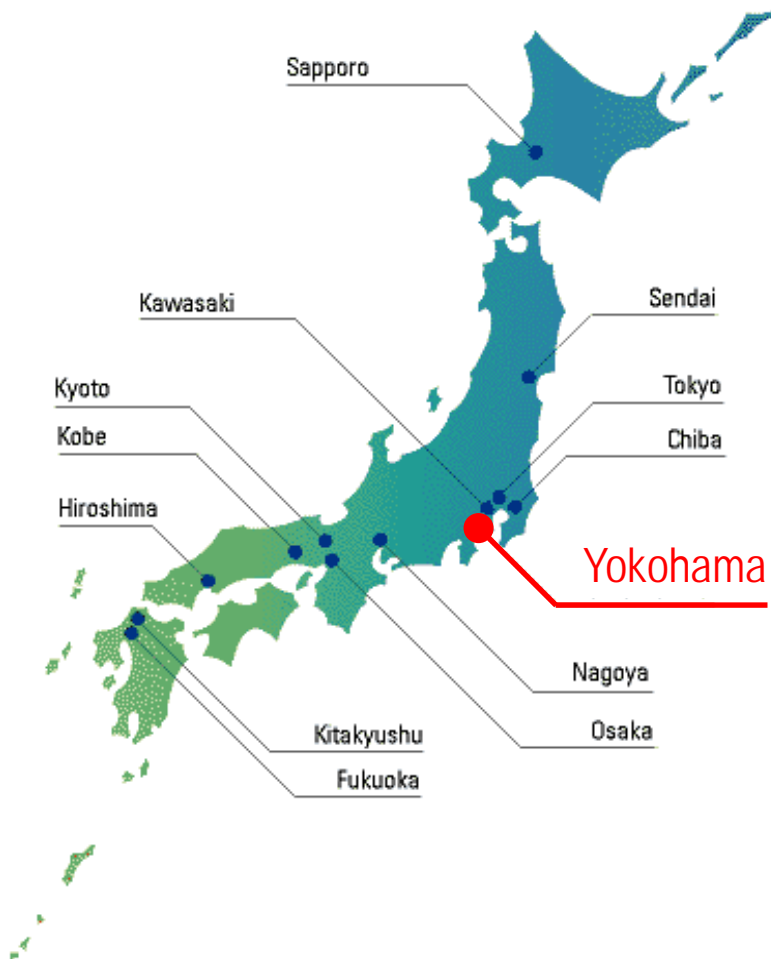 Sapporo
Kawasaki
Sendai
Kyoto
Tokyo
Kobe
Chiba
Hiroshima
Yokohama
Nagoya
Kitakyushu
Osaka
Fukuoka